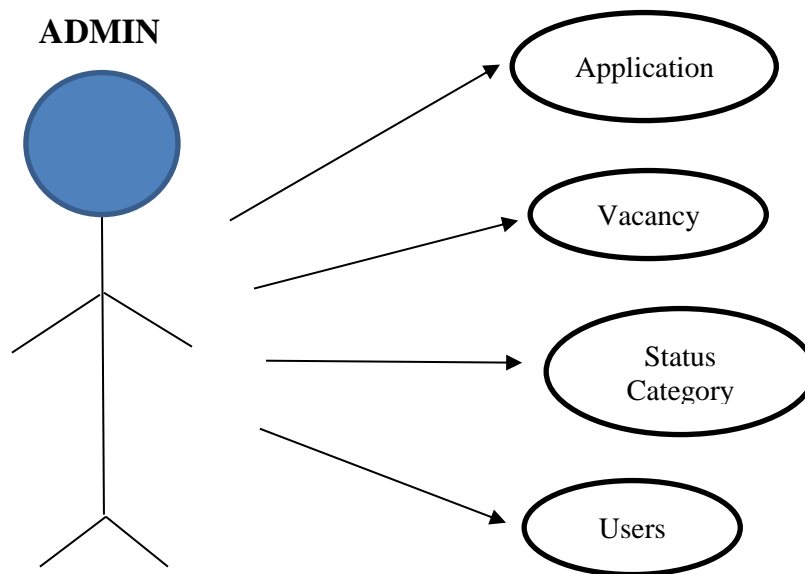 ADMIN
Application
Vacancy
Status
Category
Users